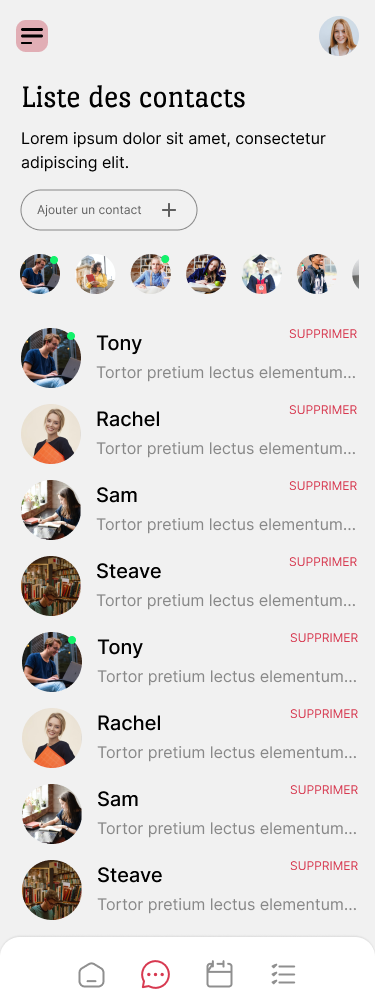 Liste des contacts
Lorem ipsum dolor sit amet, consectetur
adipiscing elit.
Ajouter un contact
Tony
SUPPRIMER
Tortor pretium lectus elementum...
Rachel
SUPPRIMER
Tortor pretium lectus elementum...
Sam
SUPPRIMER
Tortor pretium lectus elementum...
Steave
SUPPRIMER
Tortor pretium lectus elementum...
Tony
SUPPRIMER
Tortor pretium lectus elementum...
Rachel
SUPPRIMER
Tortor pretium lectus elementum...
Sam
SUPPRIMER
Tortor pretium lectus elementum...
Steave
SUPPRIMER
Tortor pretium lectus elementum...